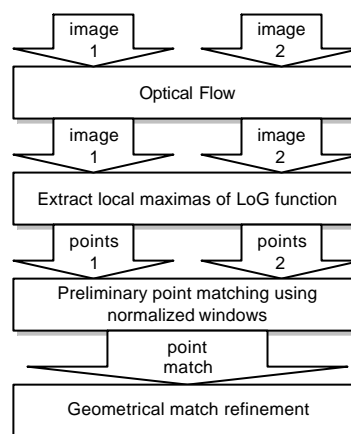 image
1
image
2
Optical Flow
image
1
image
2
Extract local maximas of LoG function
points
1
points
2
Preliminary point matching using
normalized windows
point
match
Geometrical match refinement